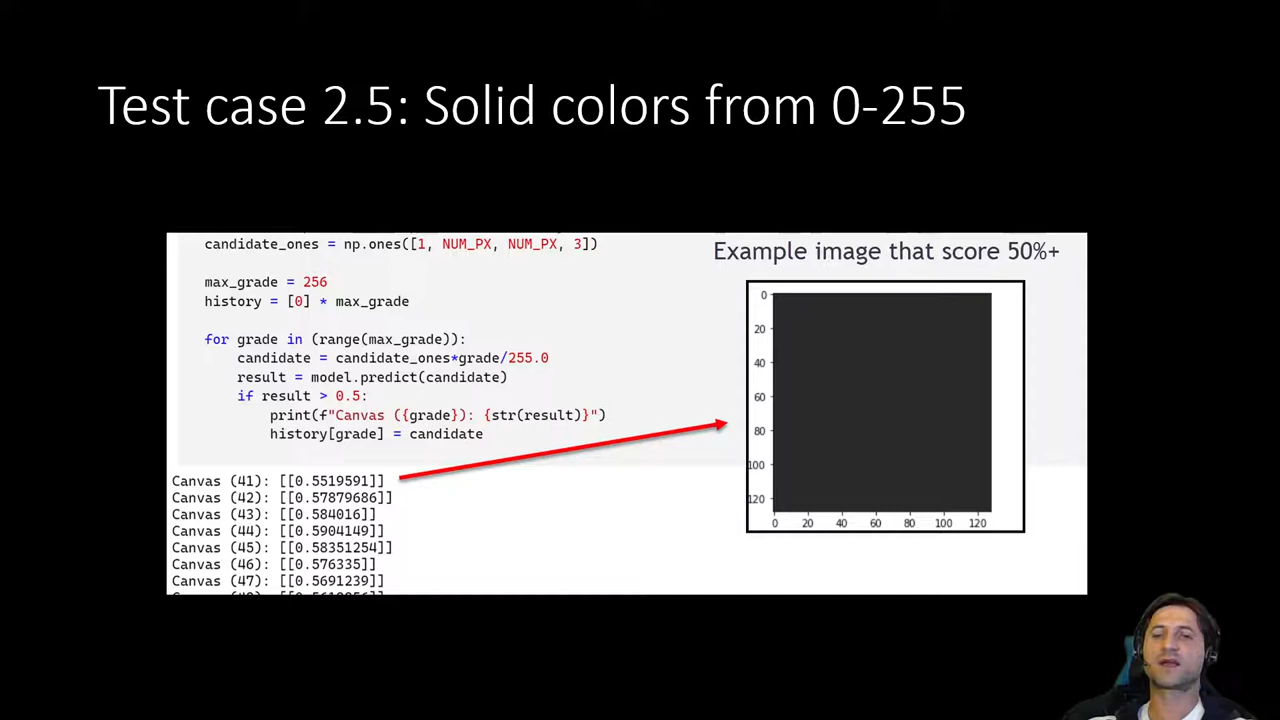 Test case 2.5: Solid colors from 0-255
candidate_ones = np.ones([1, NUM_PX, NUM_PX, 3])
max_grade = 256
history = [0] * max_grade
for grade in (range(max_grade)):
candidate = candidate_ones*grade/255.0
result = model.predict(candidate)
if result > 0.5:
print(f"Canvas ({grade}): {str(result)}")
history[grade] = candidate
Canvas (41): [[0.5519591]]
Canvas (42): [[0.57879686]]
Canvas (43): [[0.584016]]
Canvas (44): [[0.5904149]]
Canvas (45): [[0.58351254]]
Canvas (46): [[0.576335]]
Canvas (47): [[0.5691239]]
Example image that score 50%+
0
20
40
60
80
100
120
0 20 40 60 80 100 120